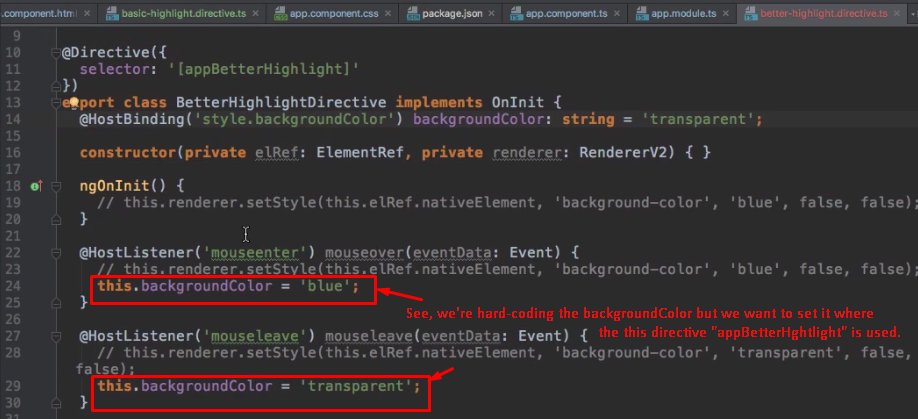 .component.html × basic-highlight.directive.ts × app.component.css × package.json × app.component.ts × app.module.ts × better-highlight.directive.ts ×
9
10 @Directive({
11 selector: '[appBetterHighlight]'
12 })
13 export class BetterHighlightDirective implements OnInit {
14 @HostBinding('style.backgroundColor') backgroundColor: string = 'transparent';
15
16 constructor(private elRef: ElementRef, private renderer: RendererV2) { }
17
18 ngOnInit() {
19 // this.renderer.setStyle(this.elRef.nativeElement, 'background-color', 'blue', false, false);
20 }
21
22 @HostListener('mouseenter') mouseover(eventData: Event) {
23 // this.renderer.setStyle(this.elRef.nativeElement, 'background-color', 'blue', false, false);
24 this.backgroundColor = 'blue';
25 }
See, we're hard-coding the backgroundColor but we want to set it where
26
the this directive "appBetterHghtlight" is used.
27 @HostListener('mouseleave') mouseleave(eventData: Event) {
28 // this.renderer.setStyle(this.elRef.nativeElement, 'background-color', 'transparent', false,
false);
29 this.backgroundColor = 'transparent';
30 }
31